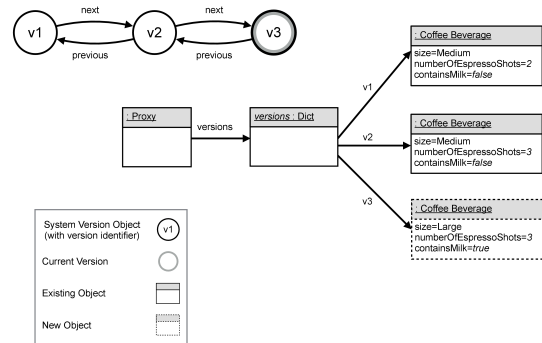 next
next
v1
v2
v3
previous
previous
: Coffee Beverage
size=Medium
numberOfEspressoShots=2
containsMilk=false
v1
: Proxy
versions
versions : Dict
v2
: Coffee Beverage
size=Medium
numberOfEspressoShots=3
containsMilk=false
v3
: Coffee Beverage
size=Large
numberOfEspressoShots=3
containsMilk=true
System Version Object
(with version identifier)
v1
Current Version
Existing Object
New Object